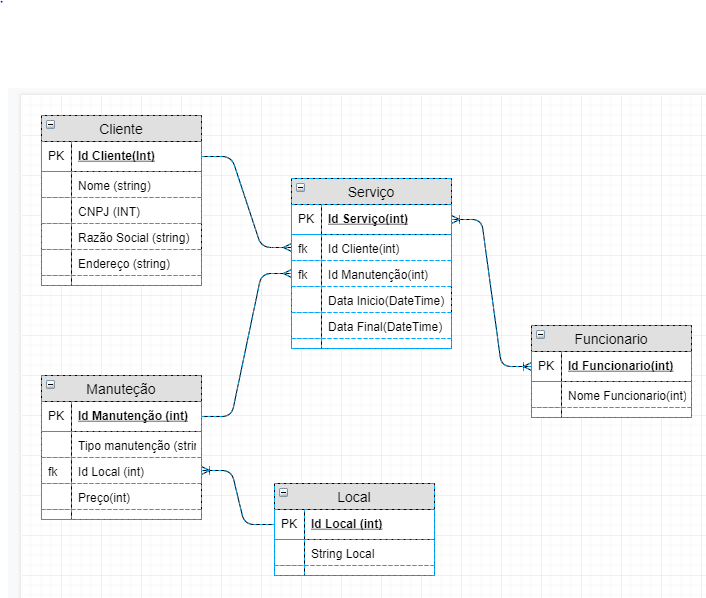 .
Cliente
PK Id Cliente(Int)
Nome (string)
CNPJ (INT)
Razão Social (string)
Endereço (string)
Serviço
PK Id Serviço(int)
fk Id Cliente(int)
fk Id Manutenção(int)
Data Inicio(DateTime)
Data Final(DateTime)
Funcionario
PK Id Funcionario(int)
Nome Funcionario(int)
Manuteção
PK Id Manutenção (int)
Tipo manutenção (strin
fk Id Local (int)
Preço(int)
Local
PK Id Local (int)
String Local